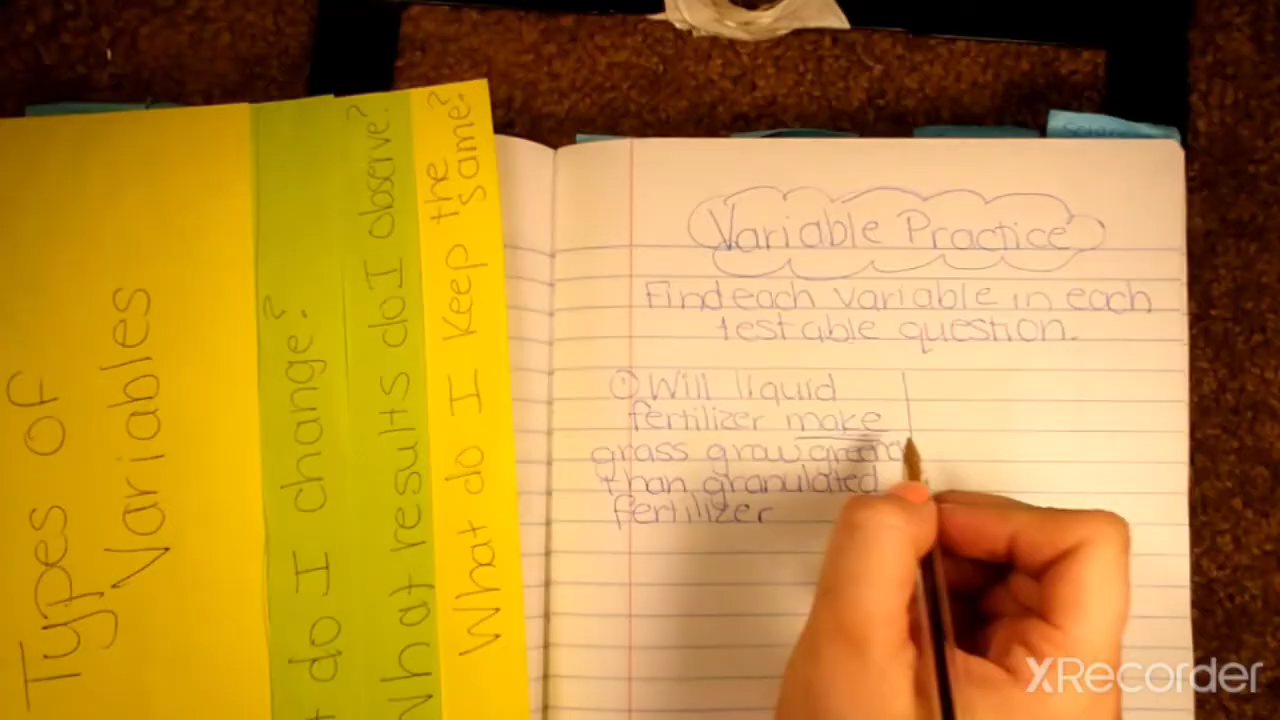 Types of
Variables
t do I change?
What results do I observe?
What do I keep the
same?
Variable Practice
Find each variable in each
testable question.
① Will liquid
fertilizer make
grass grow
than granulated
fertilizer
XRecorder